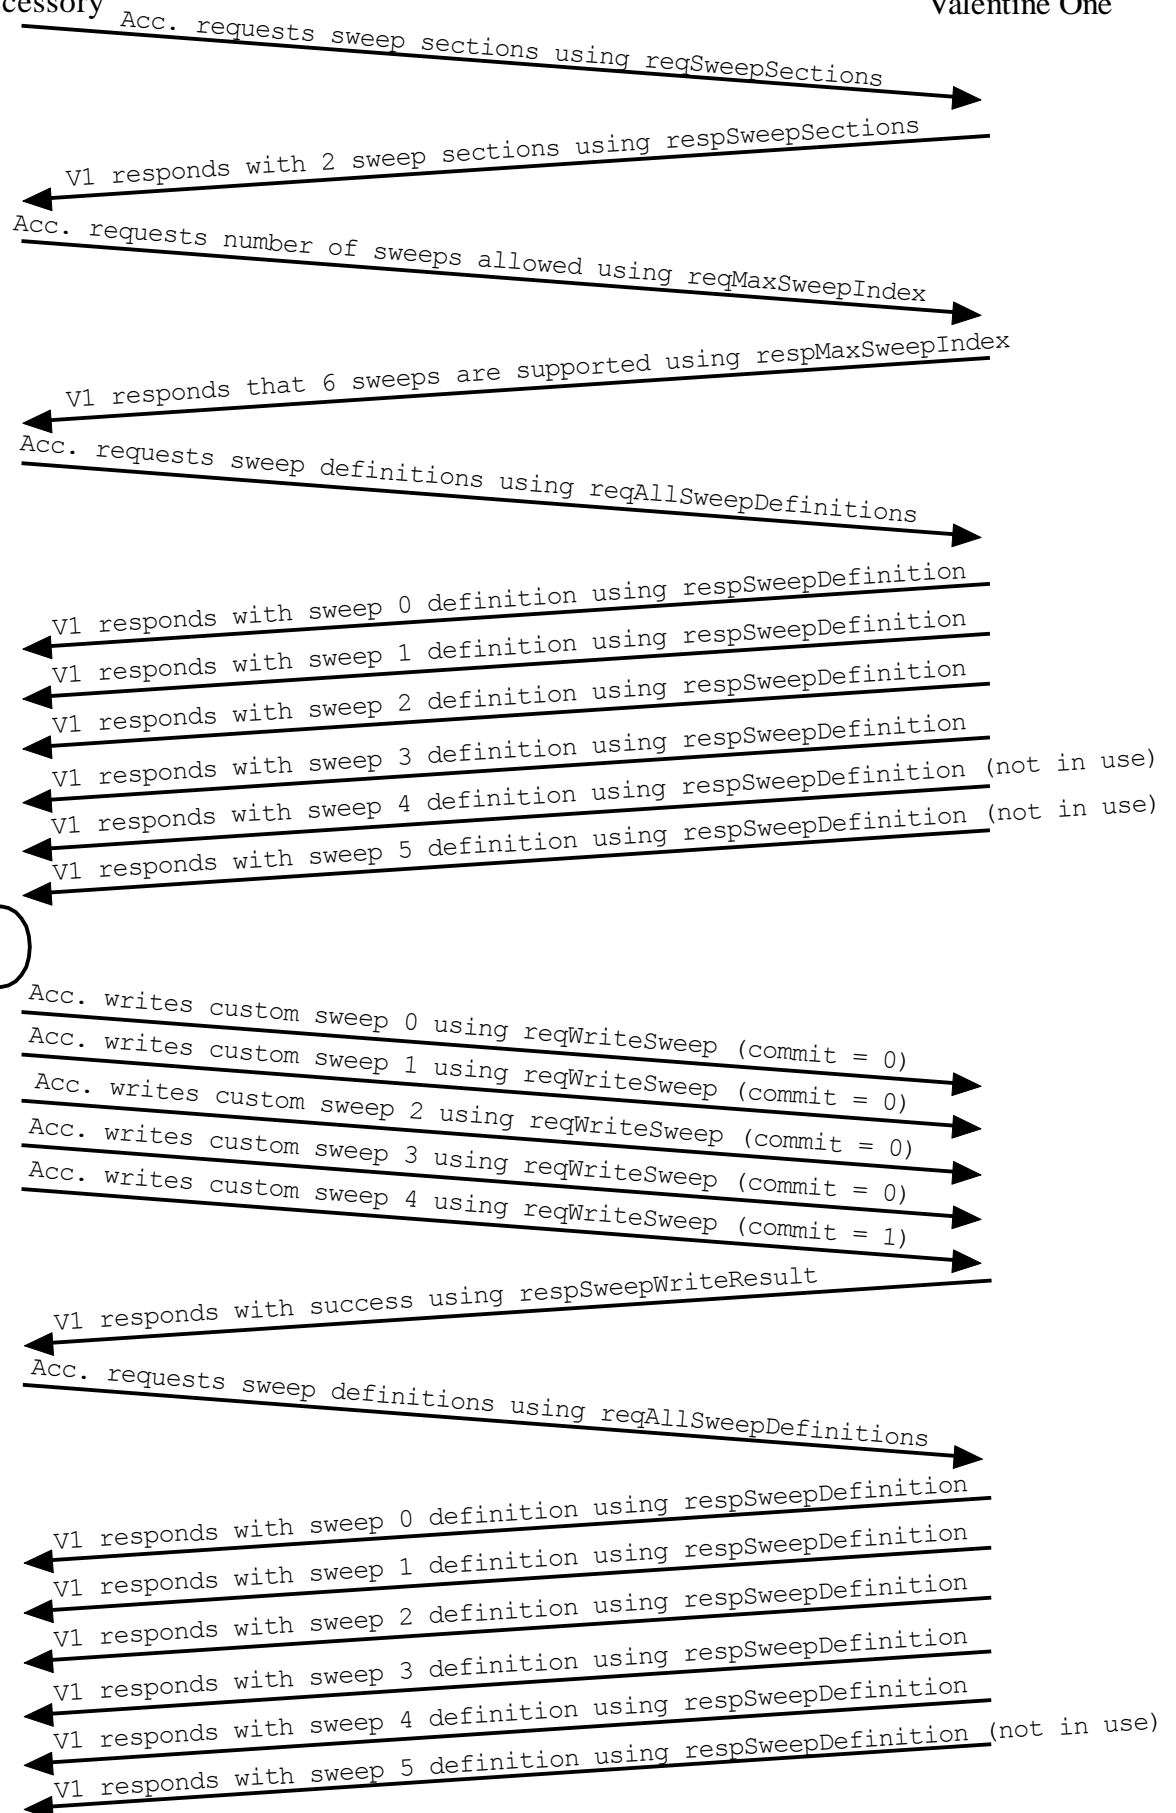 ccessory
Valentine One
Acc. requests sweep sections using reqSweepSections
V1 responds with 2 sweep sections using respSweepSections
Acc. requests number of sweeps allowed using reqMaxSweepIndex
V1 responds that 6 sweeps are supported using respMaxSweepIndex
Acc. requests sweep definitions using reqAllSweepDefinitions
V1 responds with sweep 0 definition using respSweepDefinition
V1 responds with sweep 1 definition using respSweepDefinition
V1 responds with sweep 2 definition using respSweepDefinition
V1 responds with sweep 3 definition using respSweepDefinition
V1 responds with sweep 4 definition using respSweepDefinition (not in use)
V1 responds with sweep 5 definition using respSweepDefinition (not in use)
Acc. writes custom sweep 0 using reqWriteSweep (commit = 0)
Acc. writes custom sweep 1 using reqWriteSweep (commit = 0)
Acc. writes custom sweep 2 using reqWriteSweep (commit = 0)
Acc. writes custom sweep 3 using reqWriteSweep (commit = 0)
Acc. writes custom sweep 4 using reqWriteSweep (commit = 1)
V1 responds with success using respSweepWriteResult
Acc. requests sweep definitions using reqAllSweepDefinitions
V1 responds with sweep 0 definition using respSweepDefinition
V1 responds with sweep 1 definition using respSweepDefinition
V1 responds with sweep 2 definition using respSweepDefinition
V1 responds with sweep 3 definition using respSweepDefinition
V1 responds with sweep 4 definition using respSweepDefinition
V1 responds with sweep 5 definition using respSweepDefinition (not in use)